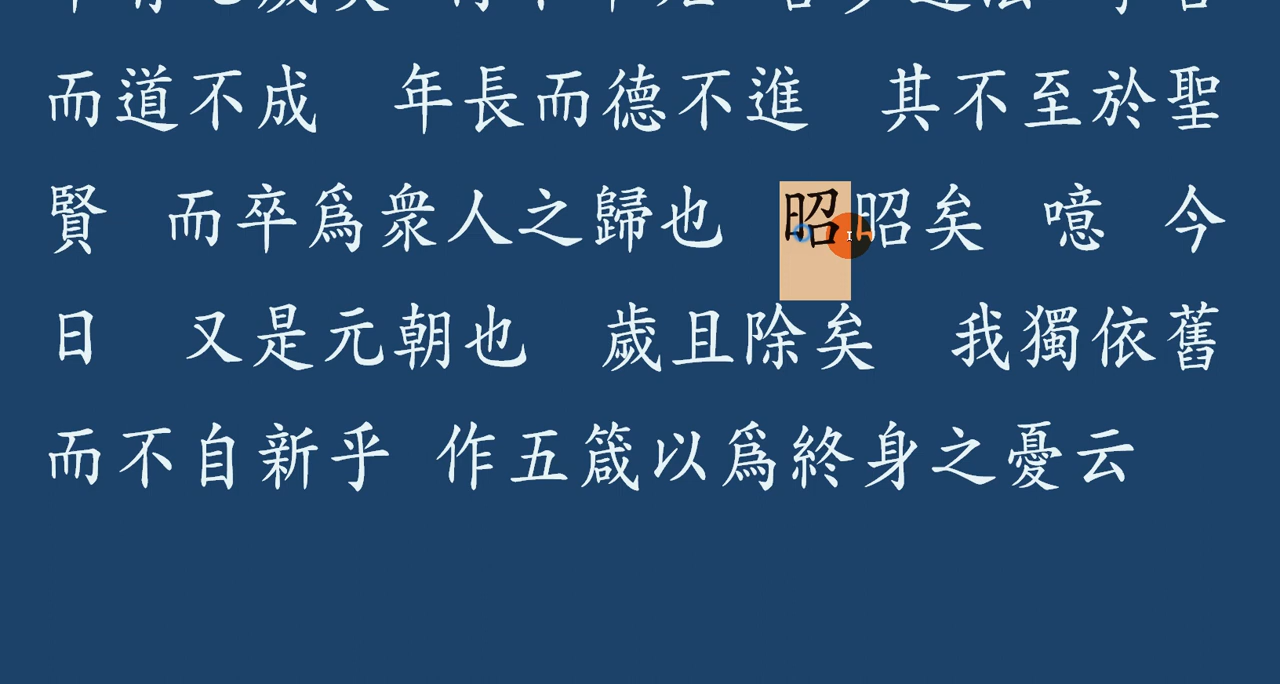 而道不成 年長而德不進 其不至於聖
賢 而卒爲衆人之歸也 昭昭矣 噫 今
日 又是元朝也 歲且除矣 我獨依舊
而不自新乎 作五箴以爲終身之憂云